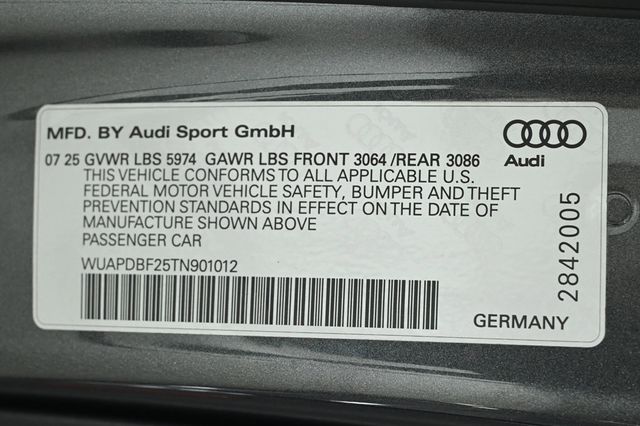 MFD. BY Audi Sport GmbH
07 25 GVWR LBS 5974 GAWR LBS FRONT 3064 /REAR 3086
THIS VEHICLE CONFORMS TO ALL APPLICABLE U.S.
FEDERAL MOTOR VEHICLE SAFETY, BUMPER AND THEFT
PREVENTION STANDARDS IN EFFECT ON THE DATE OF
MANUFACTURE SHOWN ABOVE
PASSENGER CAR
WUAPDBF25TN901012
Audi
2842005
GERMANY